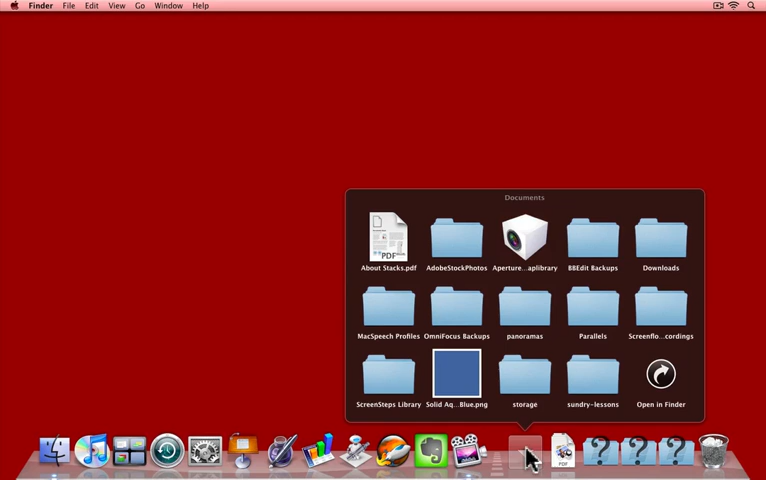 Finder File Edit View Go Window Help
Documents
PDF
About Stacks.pdf AdobeStockPhotos Aperture...aplibrary BBEdit Backups Downloads
MacSpeech Profiles OmniFocus Backups panoramas Parallels Screenflo...cordings
ScreenSteps Library Solid Aq...Blue.png storage sundry-lessons Open in Finder
PDF ? ? ?